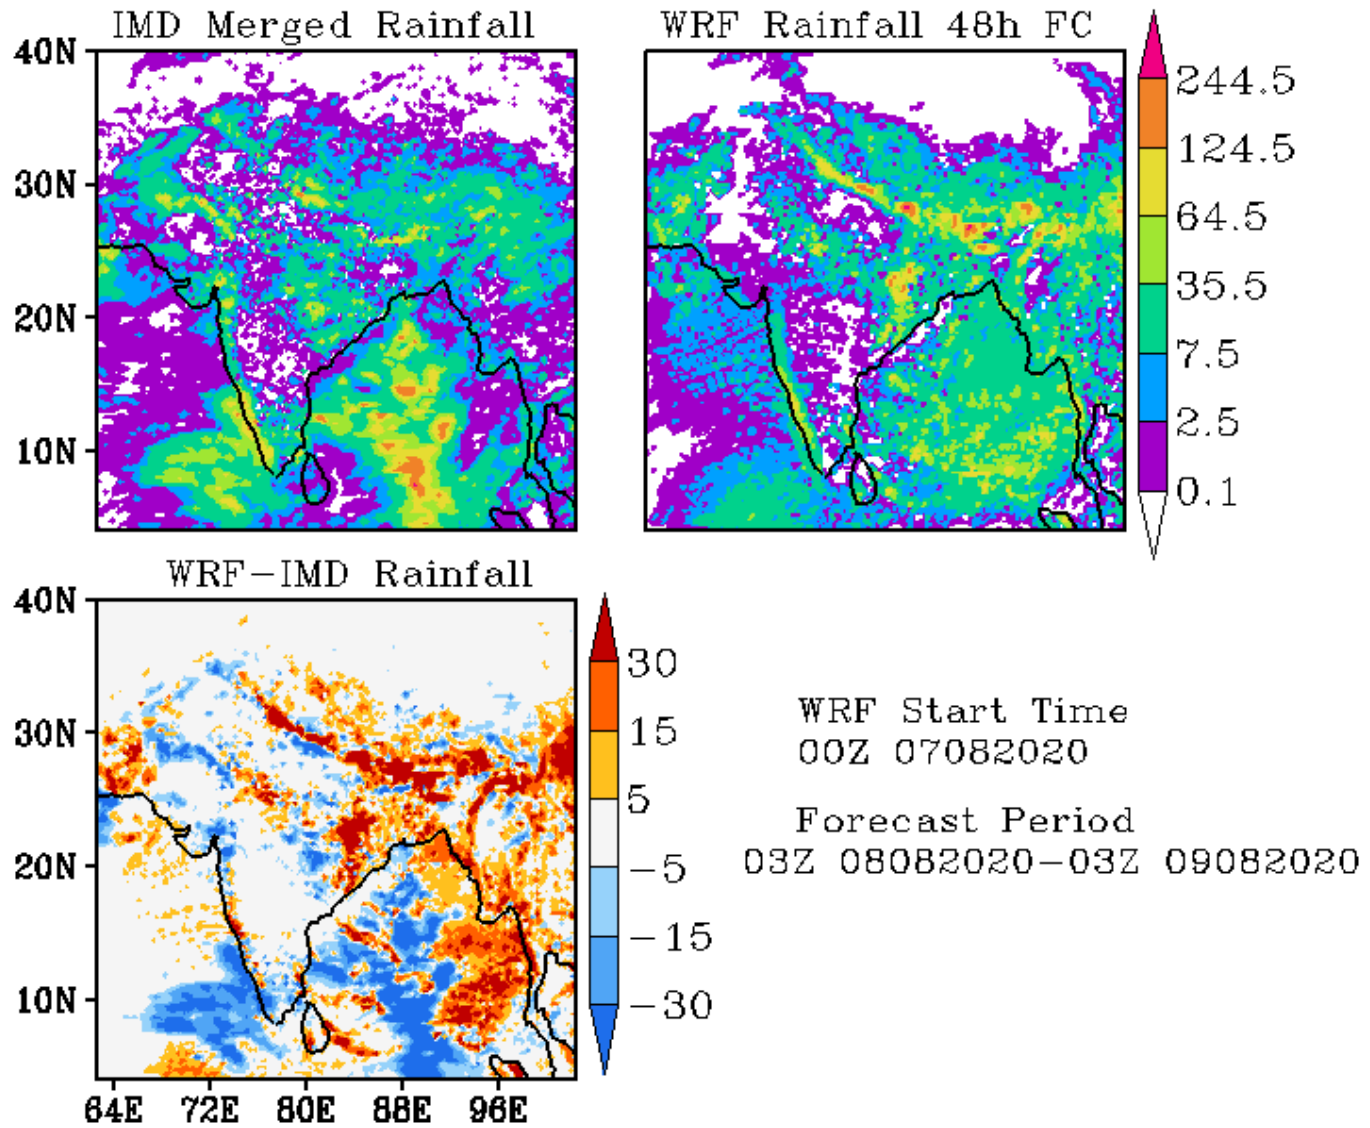 IMD Merged Rainfall
WRF Rainfall 48h FC
40N
30N
20N
10N
244.5
124.5
64.5
35.5
7.5
2.5
0.1
WRF-IMD Rainfall
40N
30N
20N
10N
64E 72E 80E 88E 96E
30
15
5
-5
-15
-30
WRF Start Time
00Z 07082020
Forecast Period
03Z 08082020-03Z 09082020